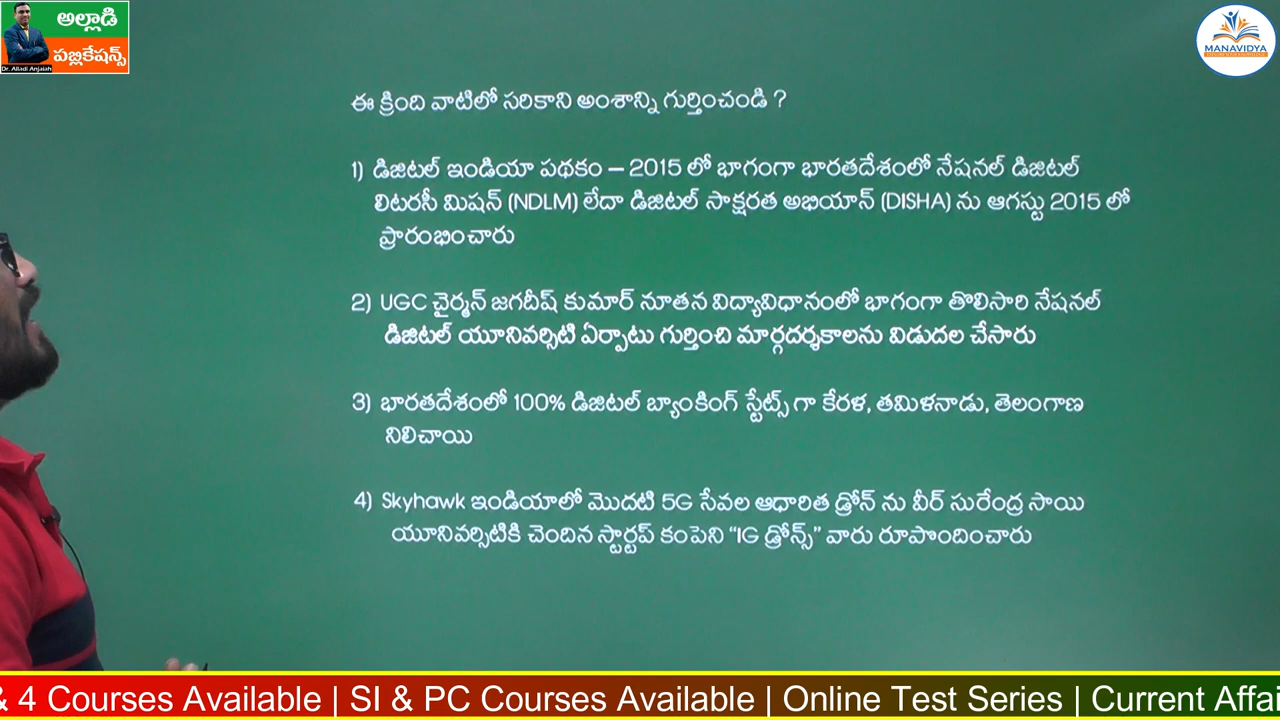 అల్లాడి
పబ్లికేషన్స్
Dr. Alladi Anjaiah
MANAVIDYA
ఈ క్రింది వాటిలో సరికాని అంశాన్ని గుర్తించండి ?
1) డిజిటల్ ఇండియా పథకం – 2015 లో భాగంగా భారతదేశంలో నేషనల్ డిజిటల్
లిటరసీ మిషన్ (NDLM) లేదా డిజిటల్ సాక్షరత అభియాన్ (DISHA) ను ఆగస్టు 2015 లో
ప్రారంభించారు
2) UGC చైర్మన్ జగదీష్ కుమార్ నూతన విద్యావిధానంలో భాగంగా తొలిసారి నేషనల్
డిజిటల్ యూనివర్సిటి ఏర్పాటు గుర్తించి మార్గదర్శకాలను విడుదల చేసారు
3) భారతదేశంలో 100% డిజిటల్ బ్యాంకింగ్ స్టేట్స్ గా కేరళ, తమిళనాడు, తెలంగాణ
నిలిచాయి
4) Skyhawk ఇండియాలో మొదటి 5G సేవల ఆధారిత డ్రోన్ ను వీర్ సురేంద్ర సాయి
యూనివర్సిటికి చెందిన స్టార్టప్ కంపెని “IG డ్రోన్స్” వారు రూపొందించారు
& 4 Courses Available | SI & PC Courses Available | Online Test Series | Current Affai